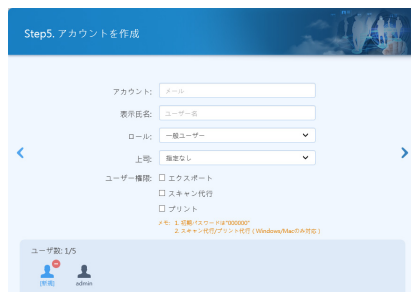 Step5. アカウントを作成
アカウント: メール
表示氏名: ユーザー名
ロール: 一般ユーザー
上司: 指定なし
ユーザー権限: エクスポート
スキャン代行
プリント
メモ: 1. 初期パスワードは"000000"
2. スキャン代行/プリント代行 ( Windows/Macのみ対応 )
ユーザ数: 1/5
[新規] admin